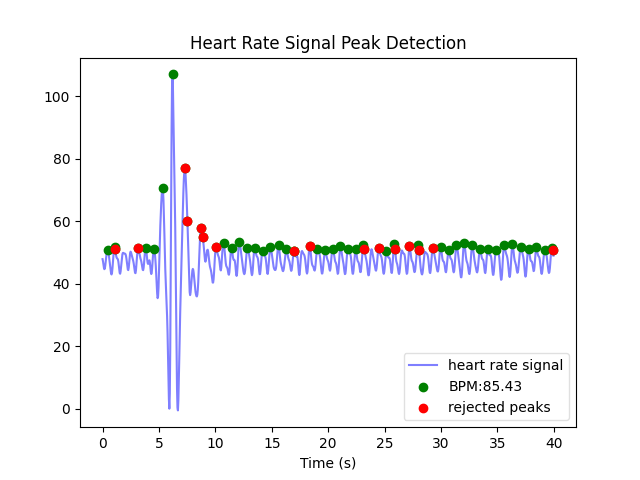 Heart Rate Signal Peak Detection
100
80
60
40
20
0
heart rate signal
BPM:85.43
rejected peaks
0 5 10 15 20 25 30 35 40
Time (s)